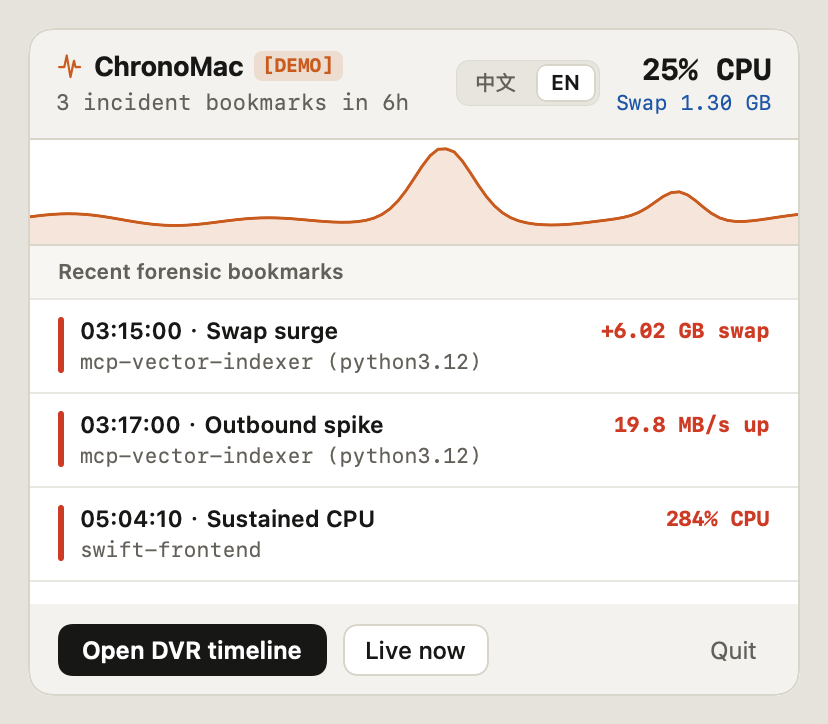 ChronoMac [DEMO]
3 incident bookmarks in 6h
中文 EN
25% CPU
Swap 1.30 GB
Recent forensic bookmarks
03:15:00 · Swap surge +6.02 GB swap
mcp-vector-indexer (python3.12)
03:17:00 · Outbound spike 19.8 MB/s up
mcp-vector-indexer (python3.12)
05:04:10 · Sustained CPU 284% CPU
swift-frontend
Open DVR timeline Live now Quit